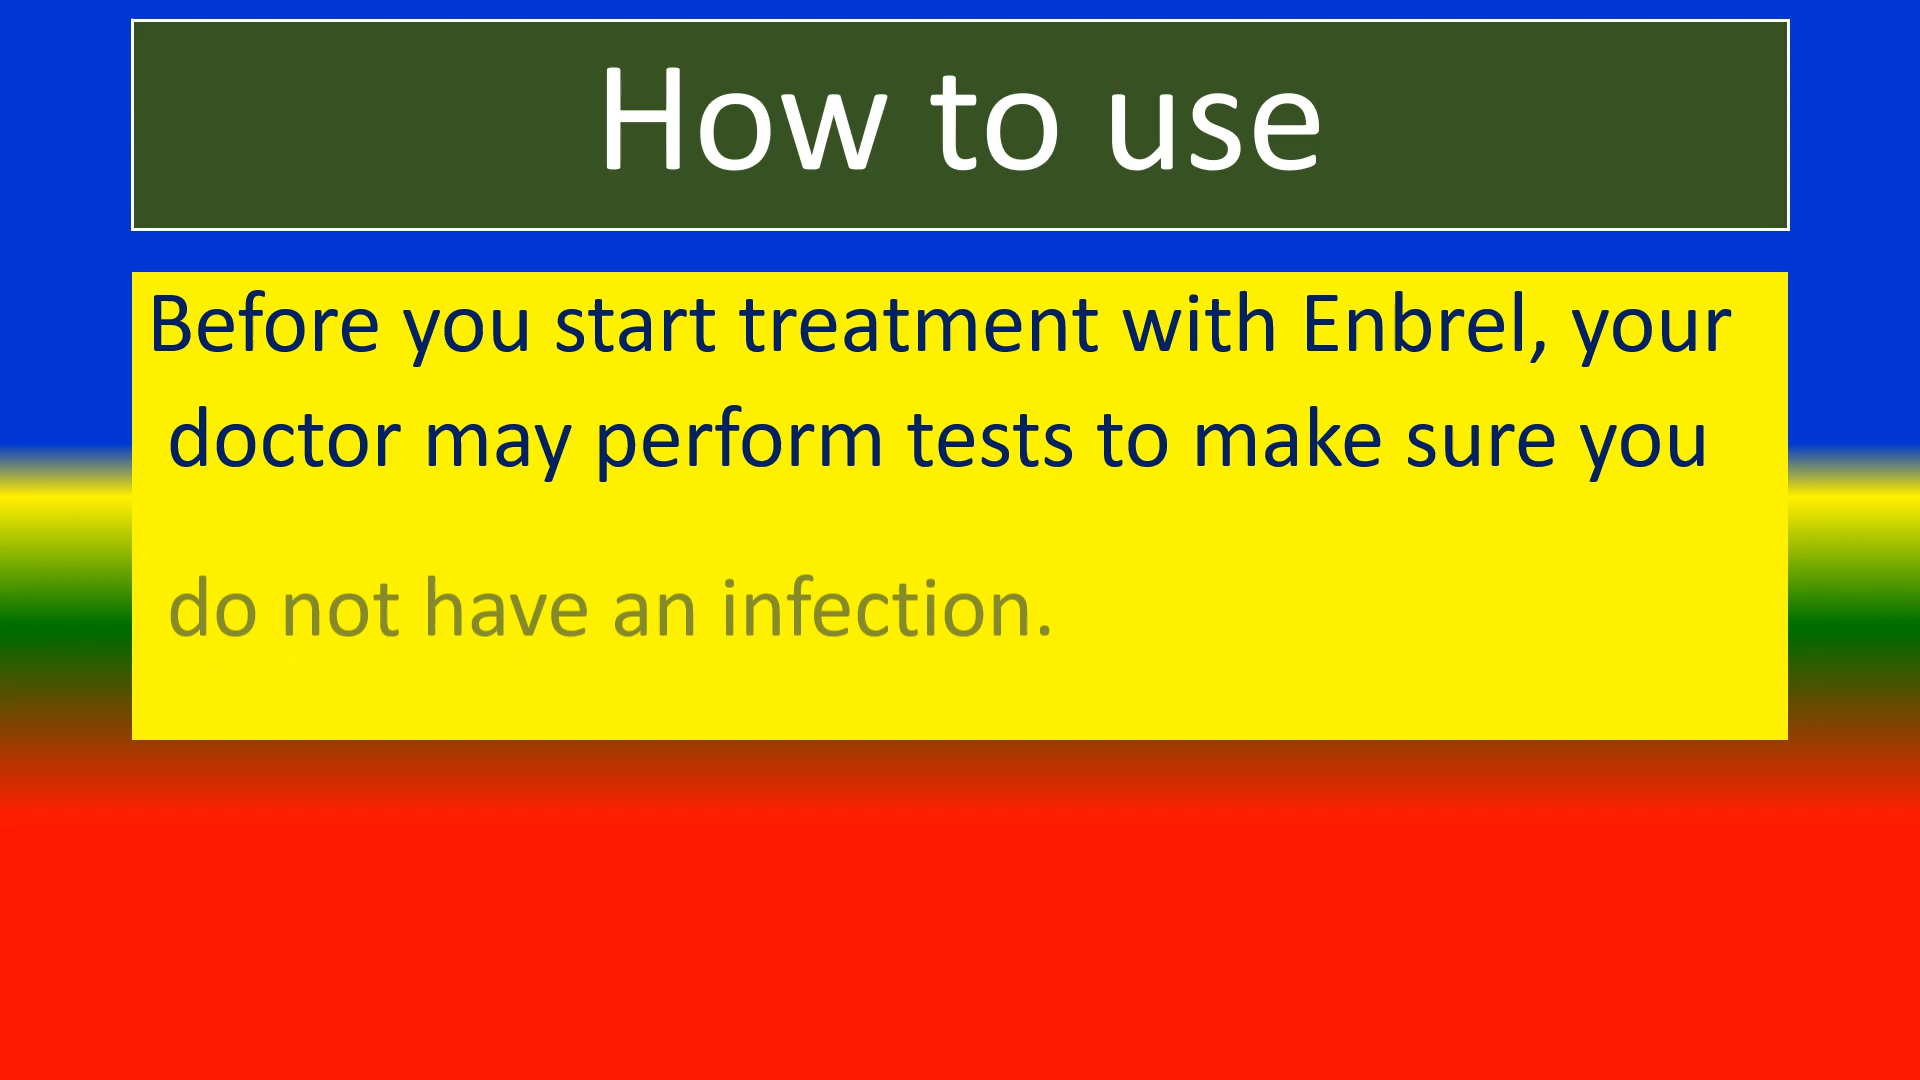 How to use
Before you start treatment with Enbrel, your
doctor may perform tests to make sure you
do not have an infection.